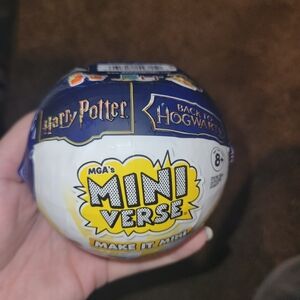 Harry Potter
BACK TO
HOGWARTS
8+
MGA's
MINI
VERSE
MAKE IT MINI